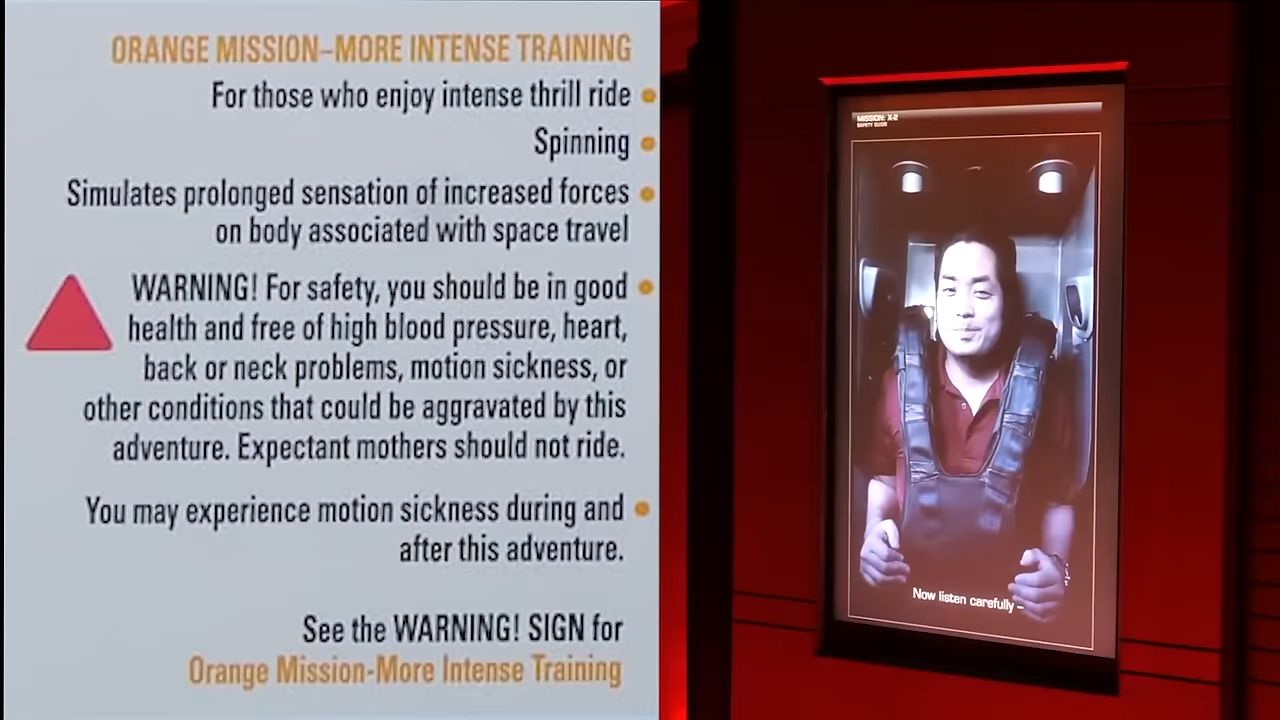 ORANGE MISSION–MORE INTENSE TRAINING
For those who enjoy intense thrill ride
Spinning
Simulates prolonged sensation of increased forces
on body associated with space travel
WARNING! For safety, you should be in good
health and free of high blood pressure, heart,
back or neck problems, motion sickness, or
other conditions that could be aggravated by this
adventure. Expectant mothers should not ride.
You may experience motion sickness during and
after this adventure.
See the WARNING! SIGN for
Orange Mission-More Intense Training
MISSION: X-2
SAFETY GUIDE
Now listen carefully –